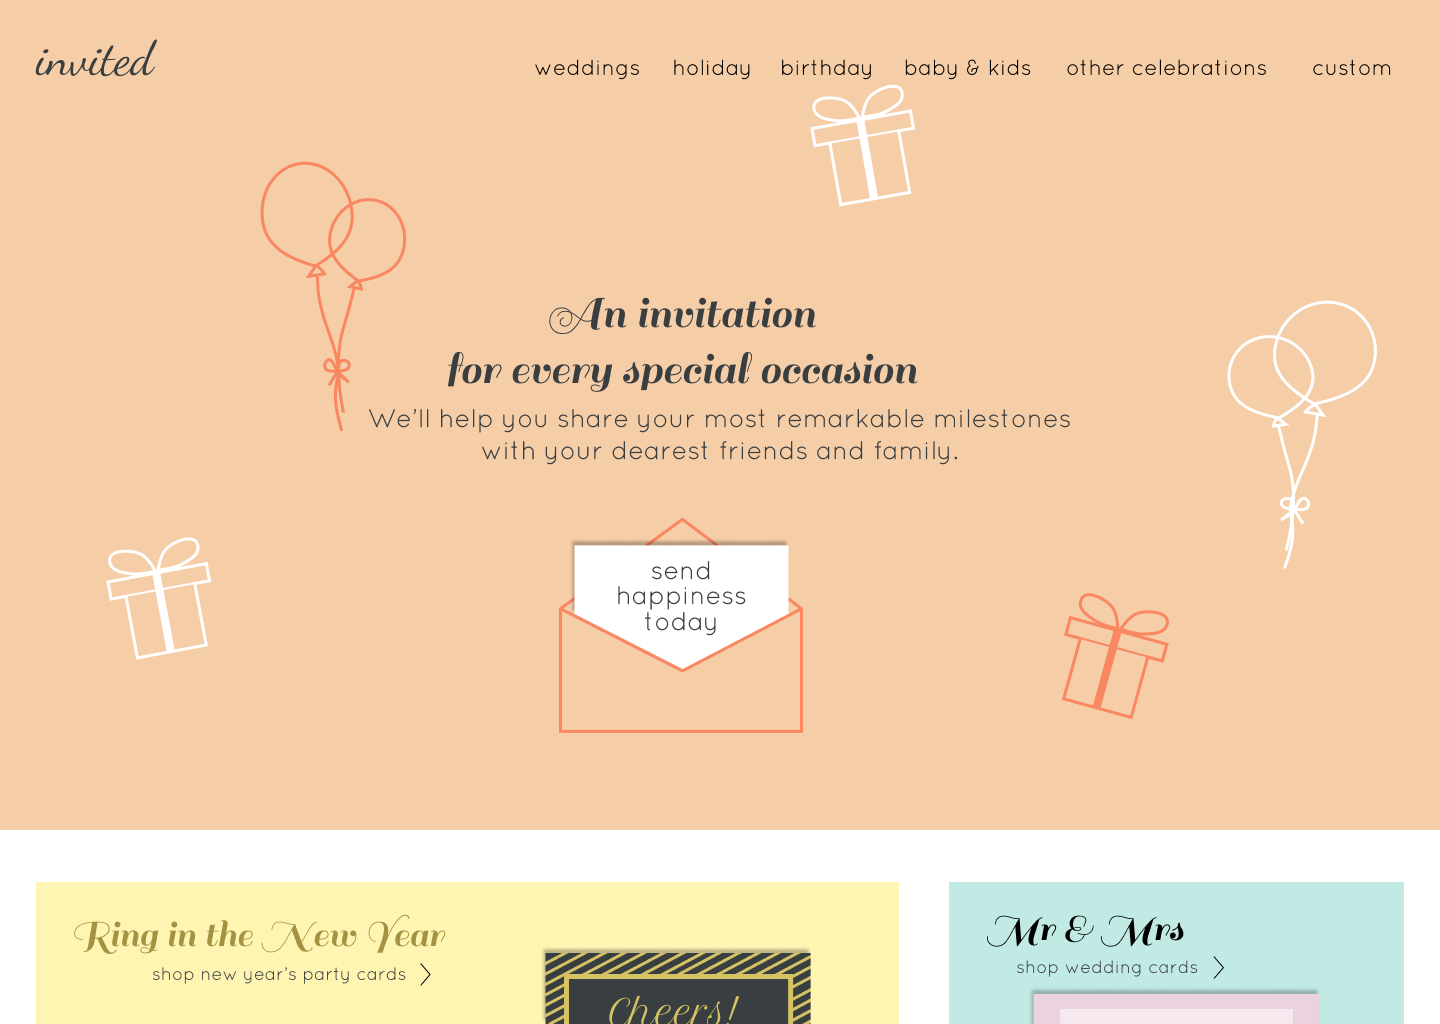 invited
weddings holiday birthday baby & kids other celebrations custom
An invitation
for every special occasion
We'll help you share your most remarkable milestones
with your dearest friends and family.
send
happiness
today
Ring in the New Year
shop new year's party cards
Cheers!
Mr & Mrs
shop wedding cards